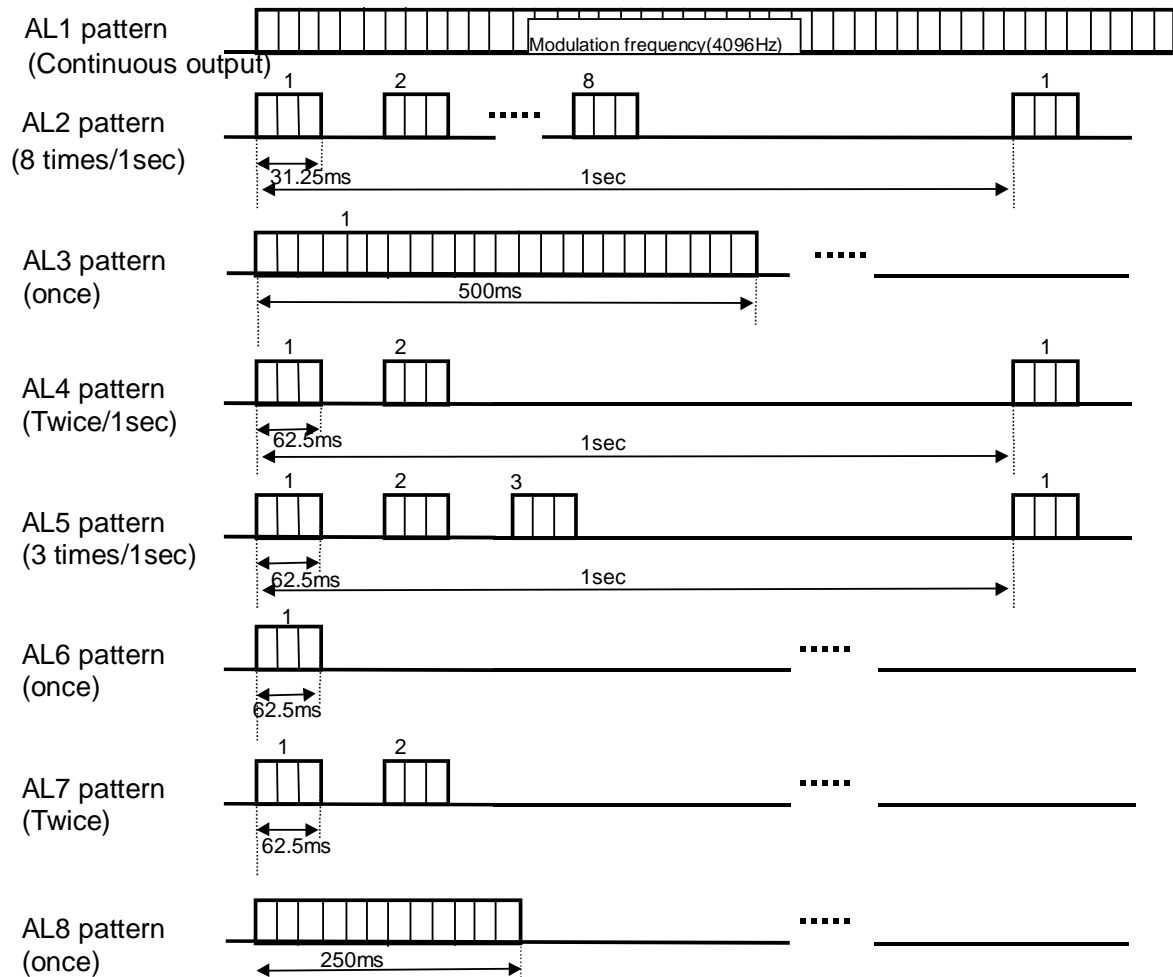 AL1 pattern
(Continuous output)
Modulation frequency(4096Hz)
1 2 8 1
AL2 pattern
(8 times/1sec)
31.25ms
1sec
1
AL3 pattern
(once)
500ms
1 2 1
AL4 pattern
(Twice/1sec)
62.5ms
1sec
1 2 3 1
AL5 pattern
(3 times/1sec)
62.5ms
1sec
1
AL6 pattern
(once)
62.5ms
1 2
AL7 pattern
(Twice)
62.5ms
AL8 pattern
(once)
250ms